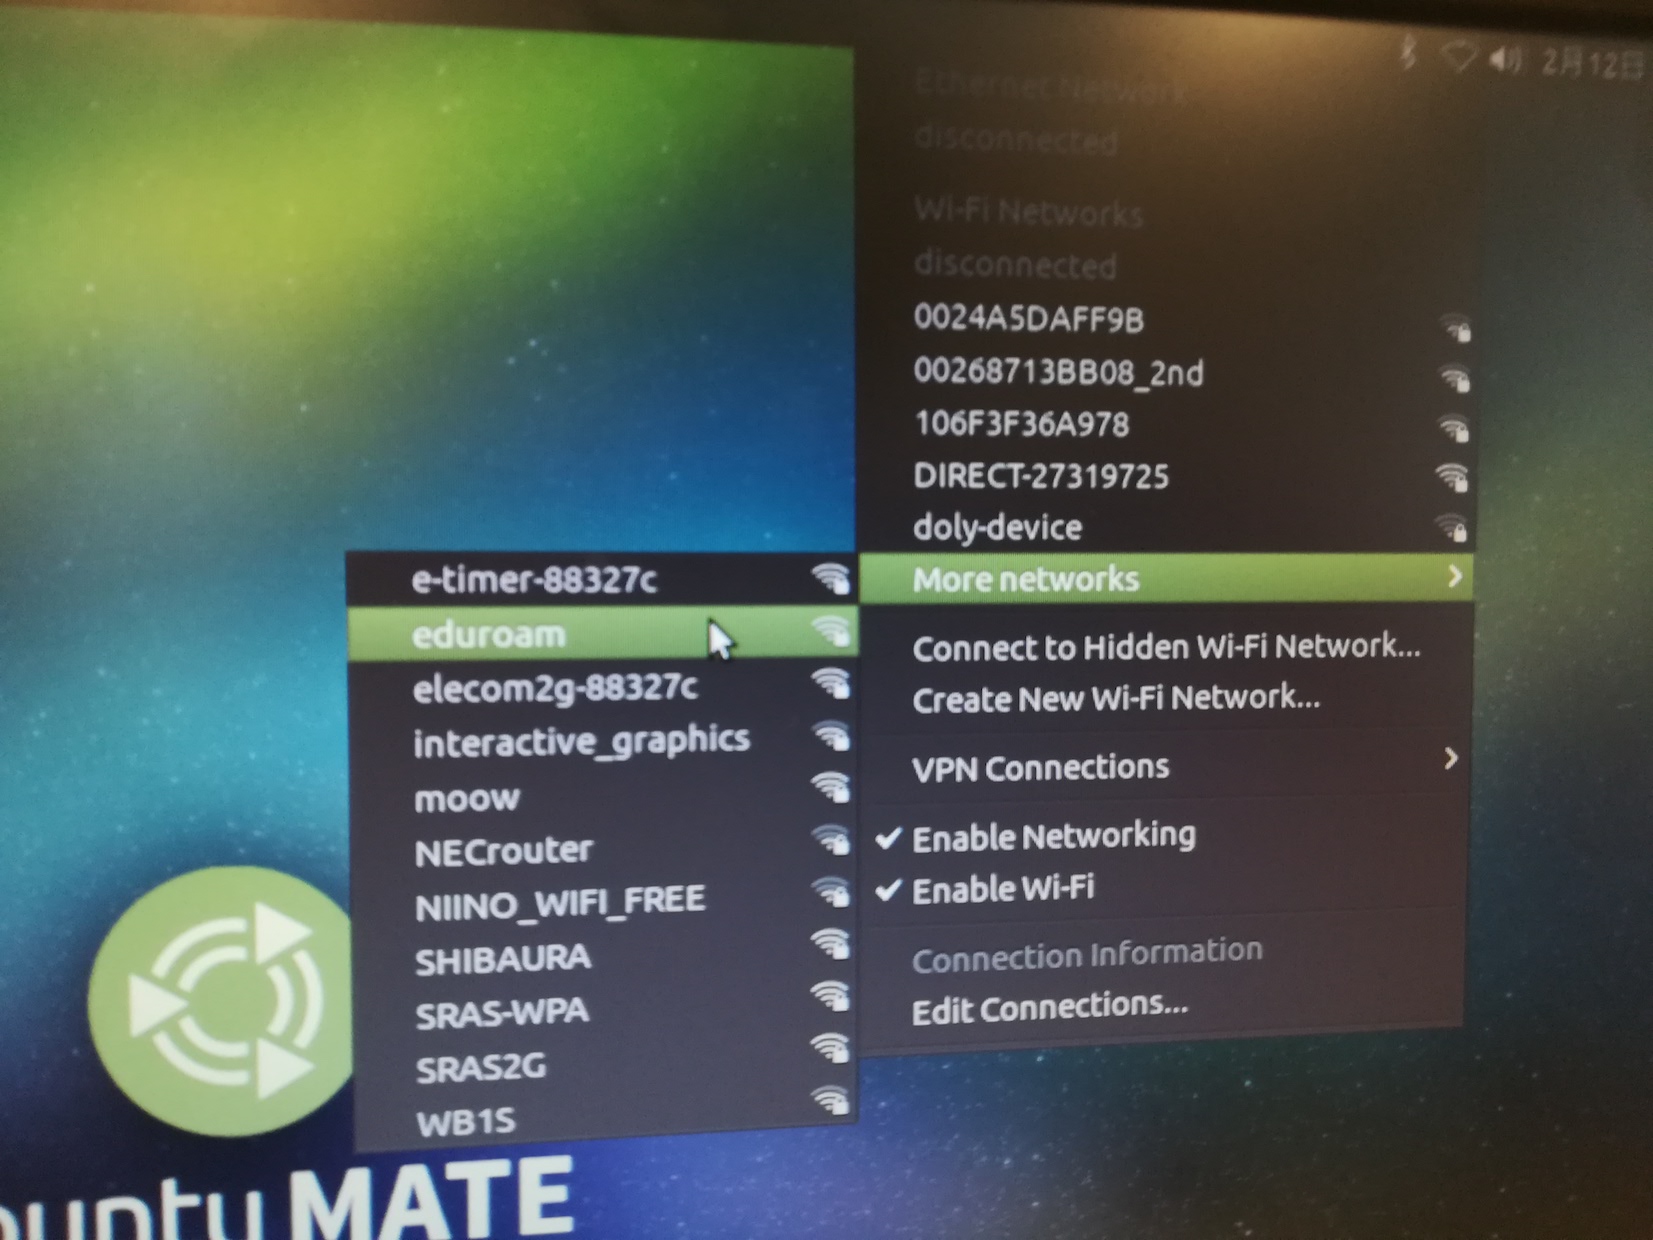 2月12日
Ethernet Network
disconnected
Wi-Fi Networks
disconnected
0024A5DAFF9B
00268713BB08_2nd
106F3F36A978
DIRECT-27319725
doly-device
More networks
Connect to Hidden Wi-Fi Network...
Create New Wi-Fi Network...
VPN Connections
Enable Networking
Enable Wi-Fi
Connection Information
Edit Connections...
e-timer-88327c
eduroam
elecom2g-88327c
interactive_graphics
moow
NECrouter
NIINO_WIFI_FREE
SHIBAURA
SRAS-WPA
SRAS2G
WB1S
buntu MATE